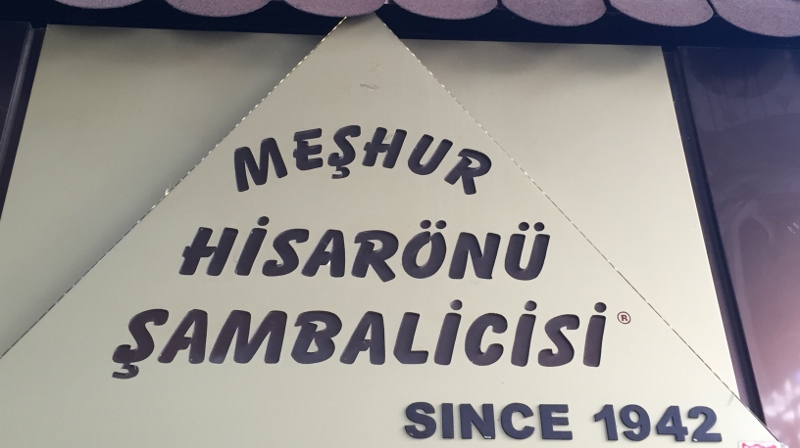 MEŞHUR
HİSARÖNÜ
ŞAMBALİCİSİ®
SINCE 1942